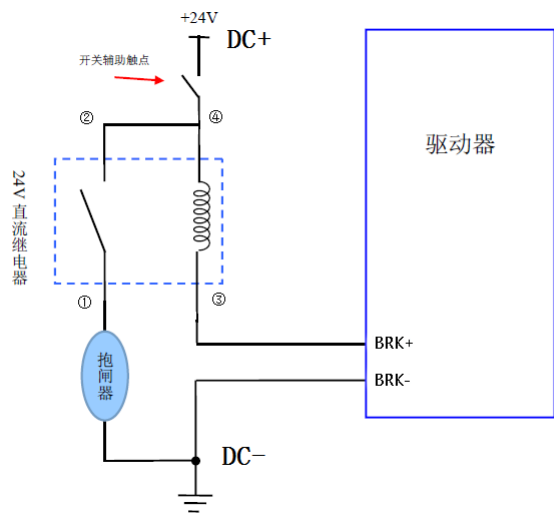 +24V
DC+
开关辅助触点
②
④
驱动器
24V 直流继电器
①
③
BRK+
抱闸器
BRK-
DC-